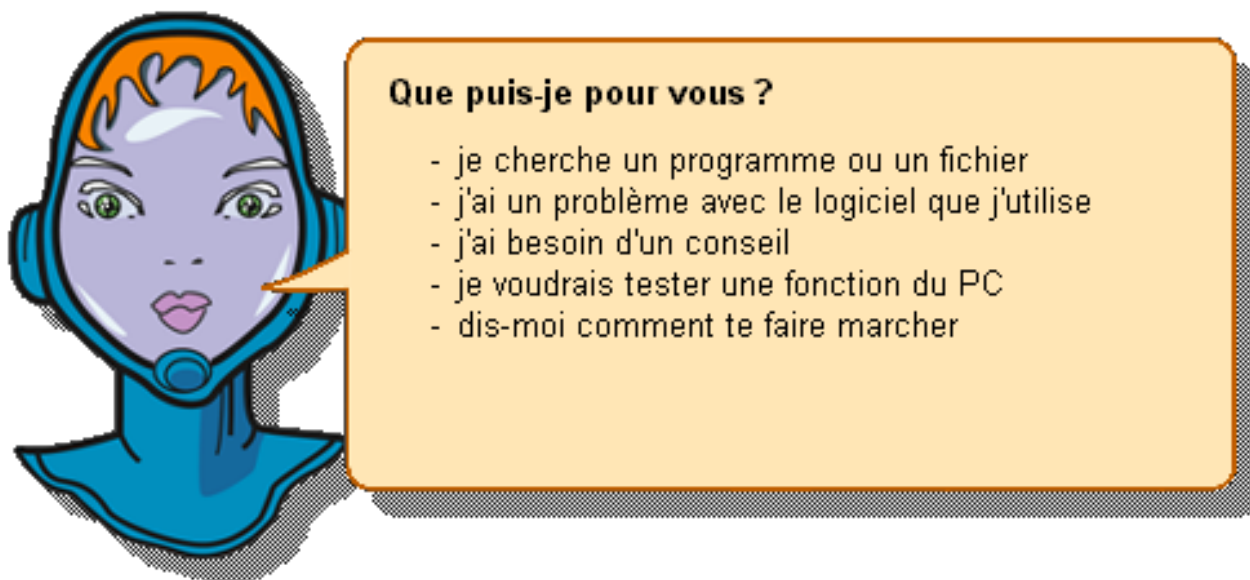 Que puis-je pour vous ?
- je cherche un programme ou un fichier
- j'ai un problème avec le logiciel que j'utilise
- j'ai besoin d'un conseil
- je voudrais tester une fonction du PC
- dis-moi comment te faire marcher